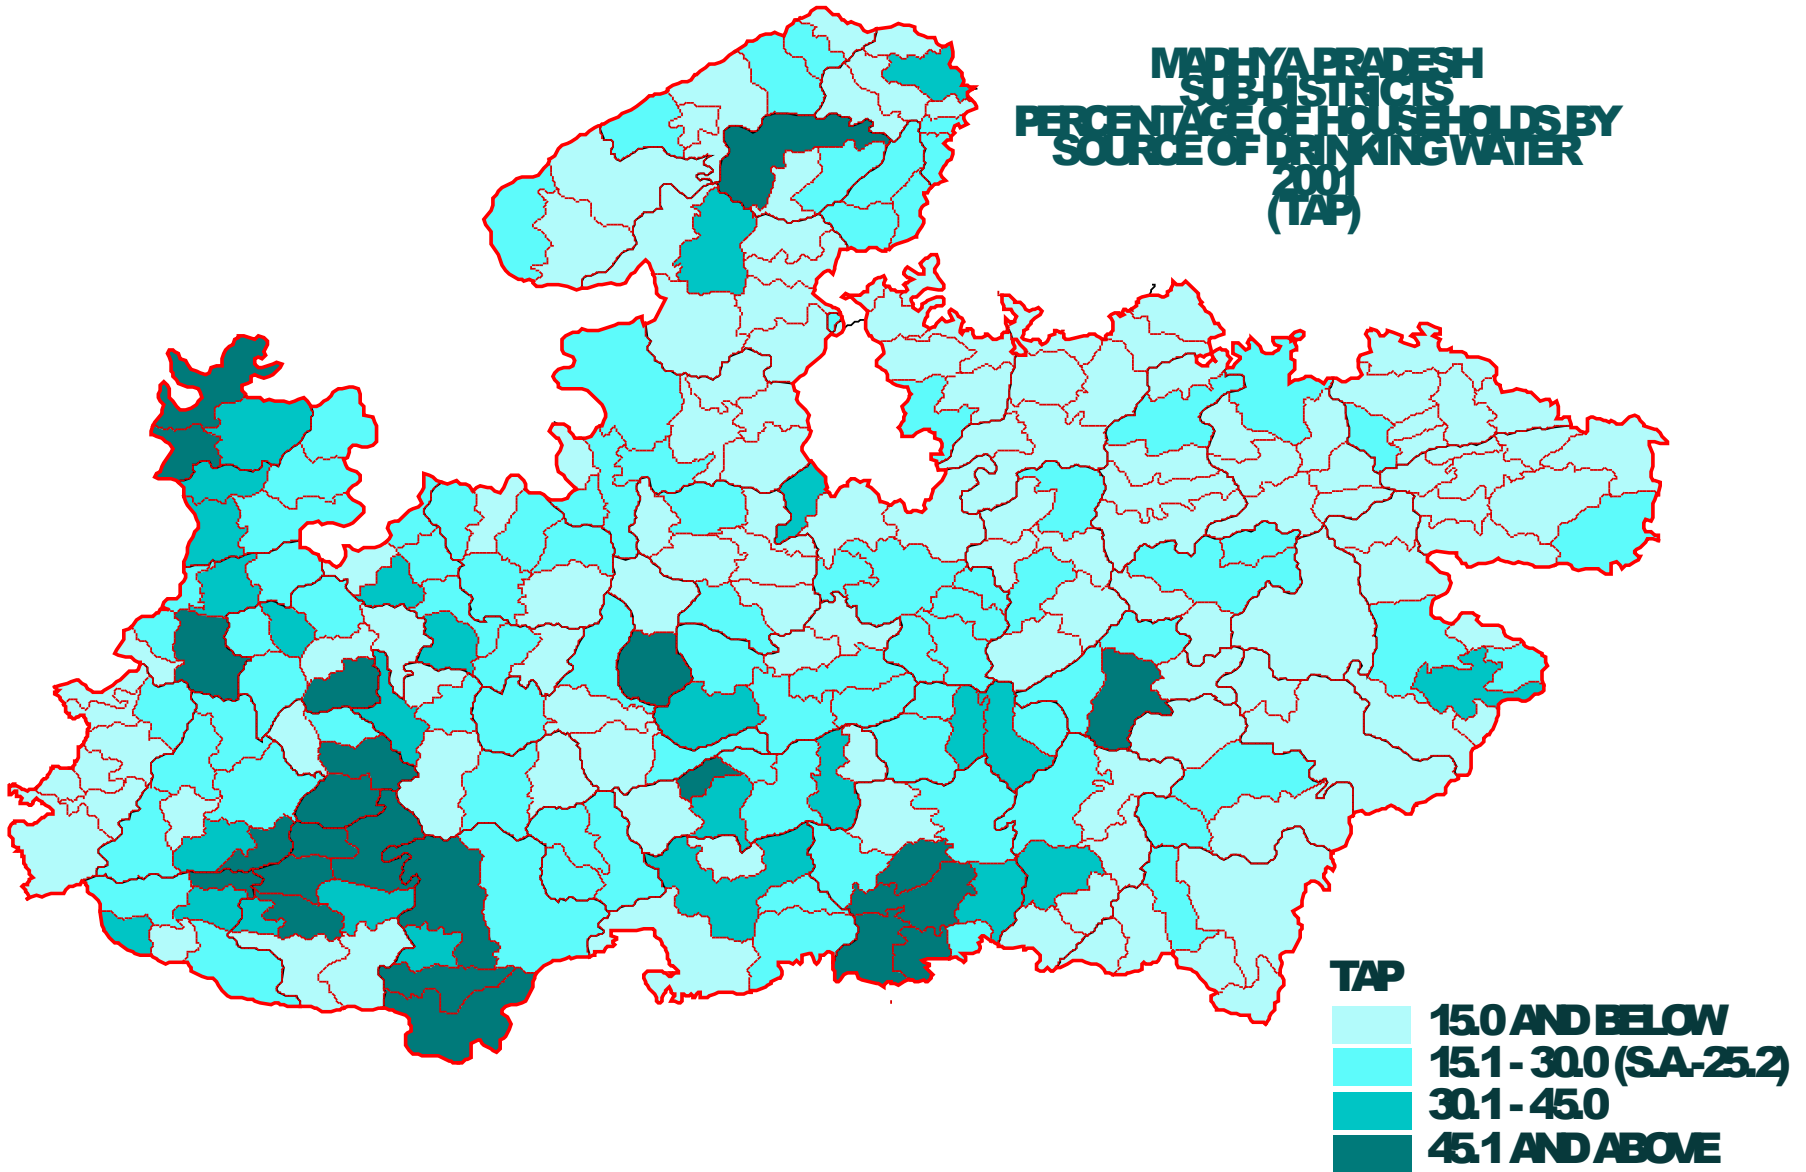 MADHYA PRADESH
SUB-DISTRICTS
PERCENTAGE OF HOUSEHOLDS BY
SOURCE OF DRINKING WATER
2001
(TAP)
TAP
15.0 AND BELOW
15.1 - 30.0 (S.A.-25.2)
30.1 - 45.0
45.1 AND ABOVE